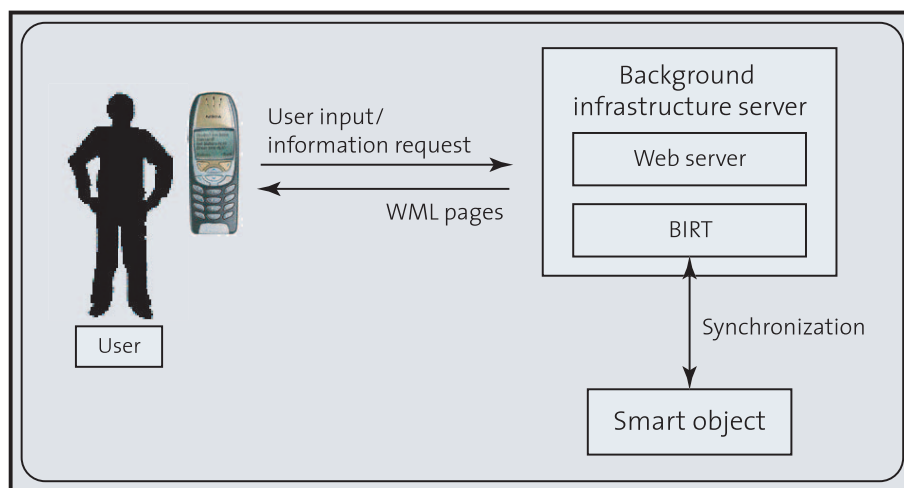 Background
infrastructure server
User input/
information request
Web server
WML pages
BIRT
User
Synchronization
Smart object